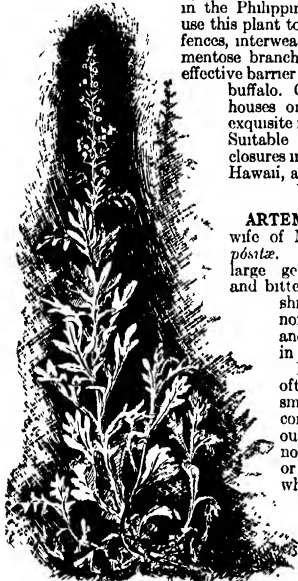 in the Philippin
use this plant to
fences, interwea
mentose branch
effective barrier
buffalo. C
houses or
exquisite
Suitable
closures in
Hawaii, a
ARTEM
wife of M
pósitæ.
large ge
and bitte
shr
nor
and
in
oft
sm
cor
ou
no
or
wh